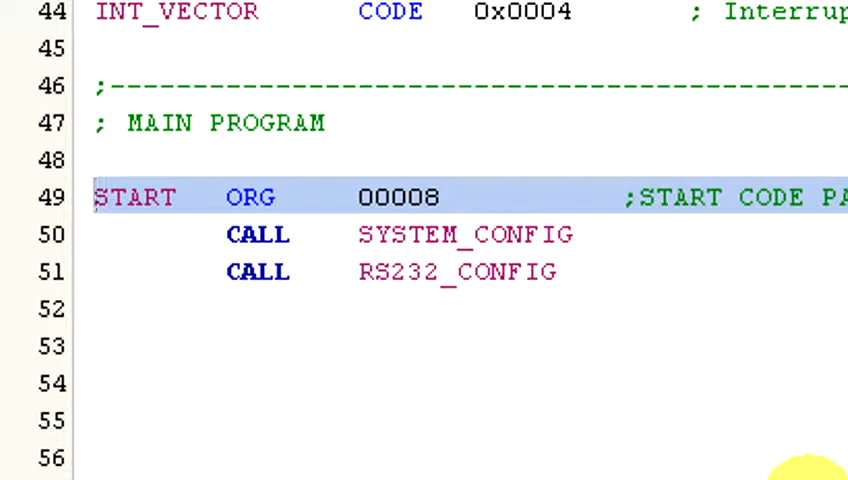 44 INT_VECTOR CODE 0x0004 ; Interrup
45
46 ;---------------------------------------------
47 ; MAIN PROGRAM
48
49 START ORG 00008 ;START CODE PA
50 CALL SYSTEM_CONFIG
51 CALL RS232_CONFIG
52
53
54
55
56